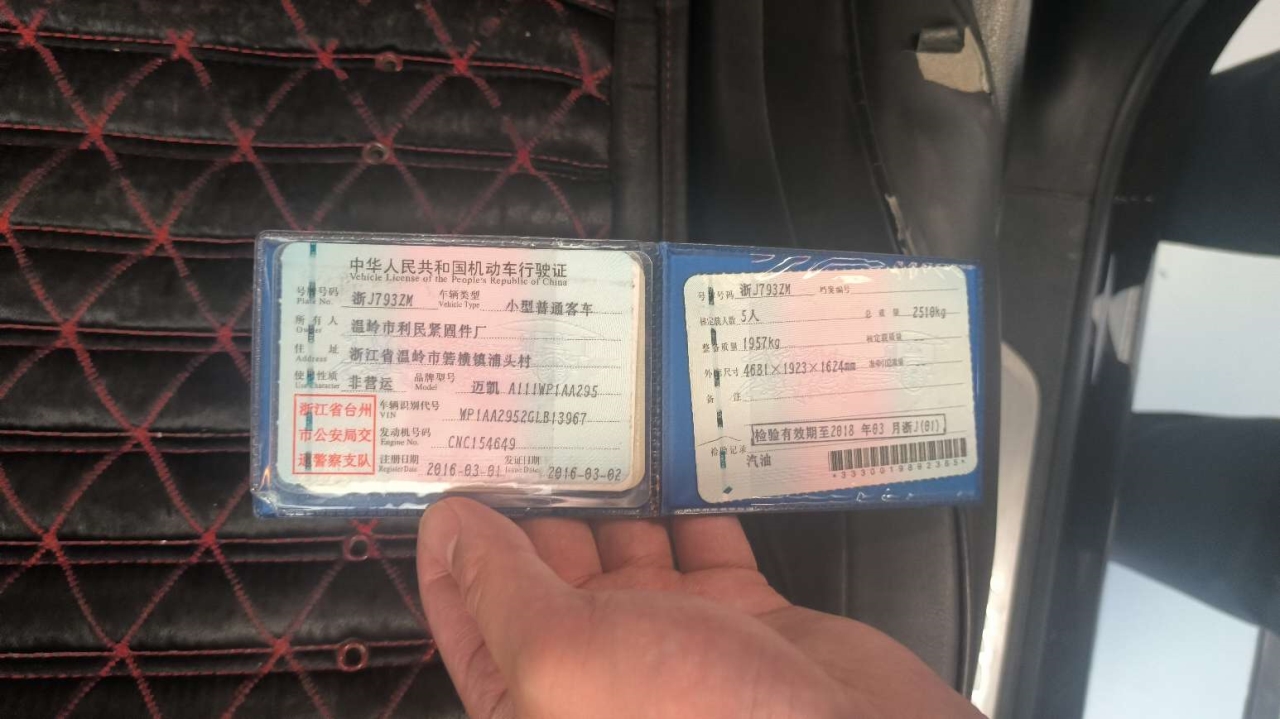 中华人民共和国机动车行驶证
Vehicle License of the People's Republic of China
号牌号码 浙J793ZM 车辆类型 小型普通客车
Plate No. Vehicle Type
所有人 温岭市利民紧固件厂
Owner
住址 浙江省温岭市箬横镇浦头村
Address
使用性质 非营运 品牌型号 迈凯 A111WP1AA295
Use Character Model
浙江省台州
市公安局交
通警察支队
车辆识别代号 WP1AA2952GLB13967
VIN
发动机号码 CNC154649
Engine No.
注册日期 2016-03-01 发证日期 2016-03-02
Register Date Issue Date
号牌号码 浙J793ZM 档案编号
核定载人数 5人 总质量 2510kg
整备质量 1957kg 核定载质量
外廓尺寸 4681×1923×1624mm
备注
检验有效期至2018年03月浙J(01)
检验记录
汽油